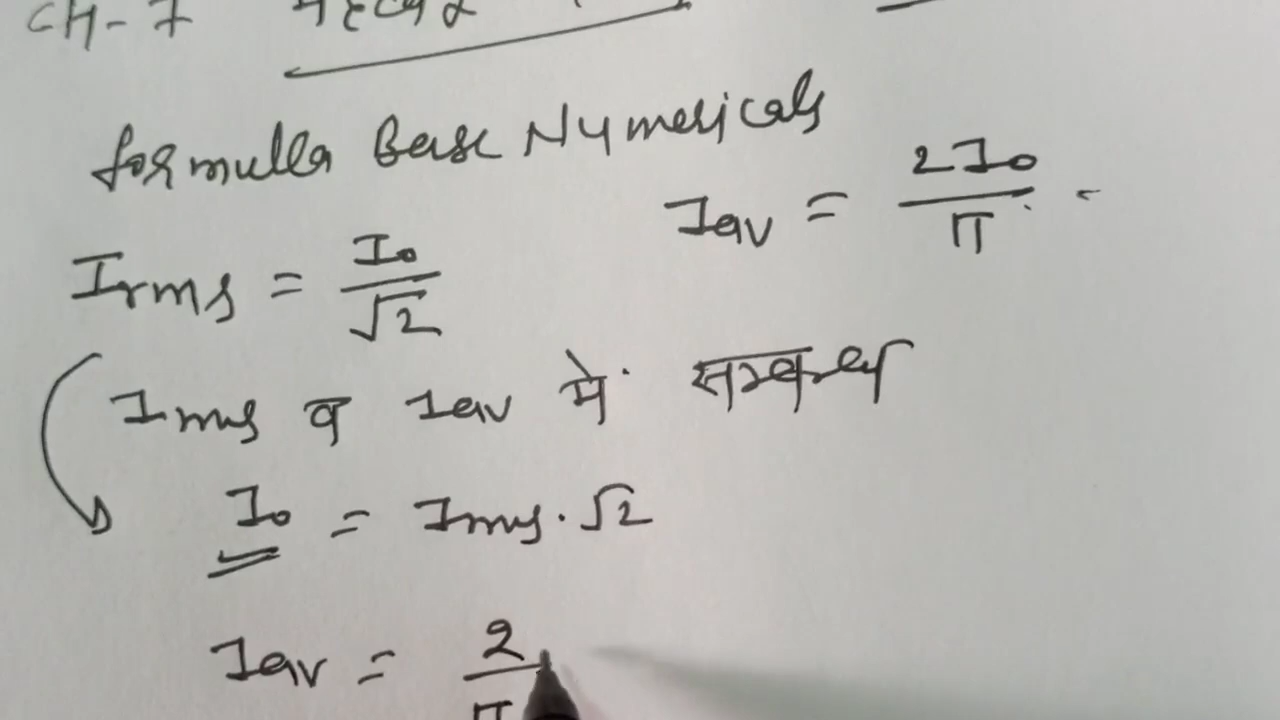 CH-7
formulla Base Numericals
Iav = 2I₀/π
Irms = I₀/√2
Irms व Iav में सम्बन्ध
I₀ = Irms.√2
Iav = 2/π